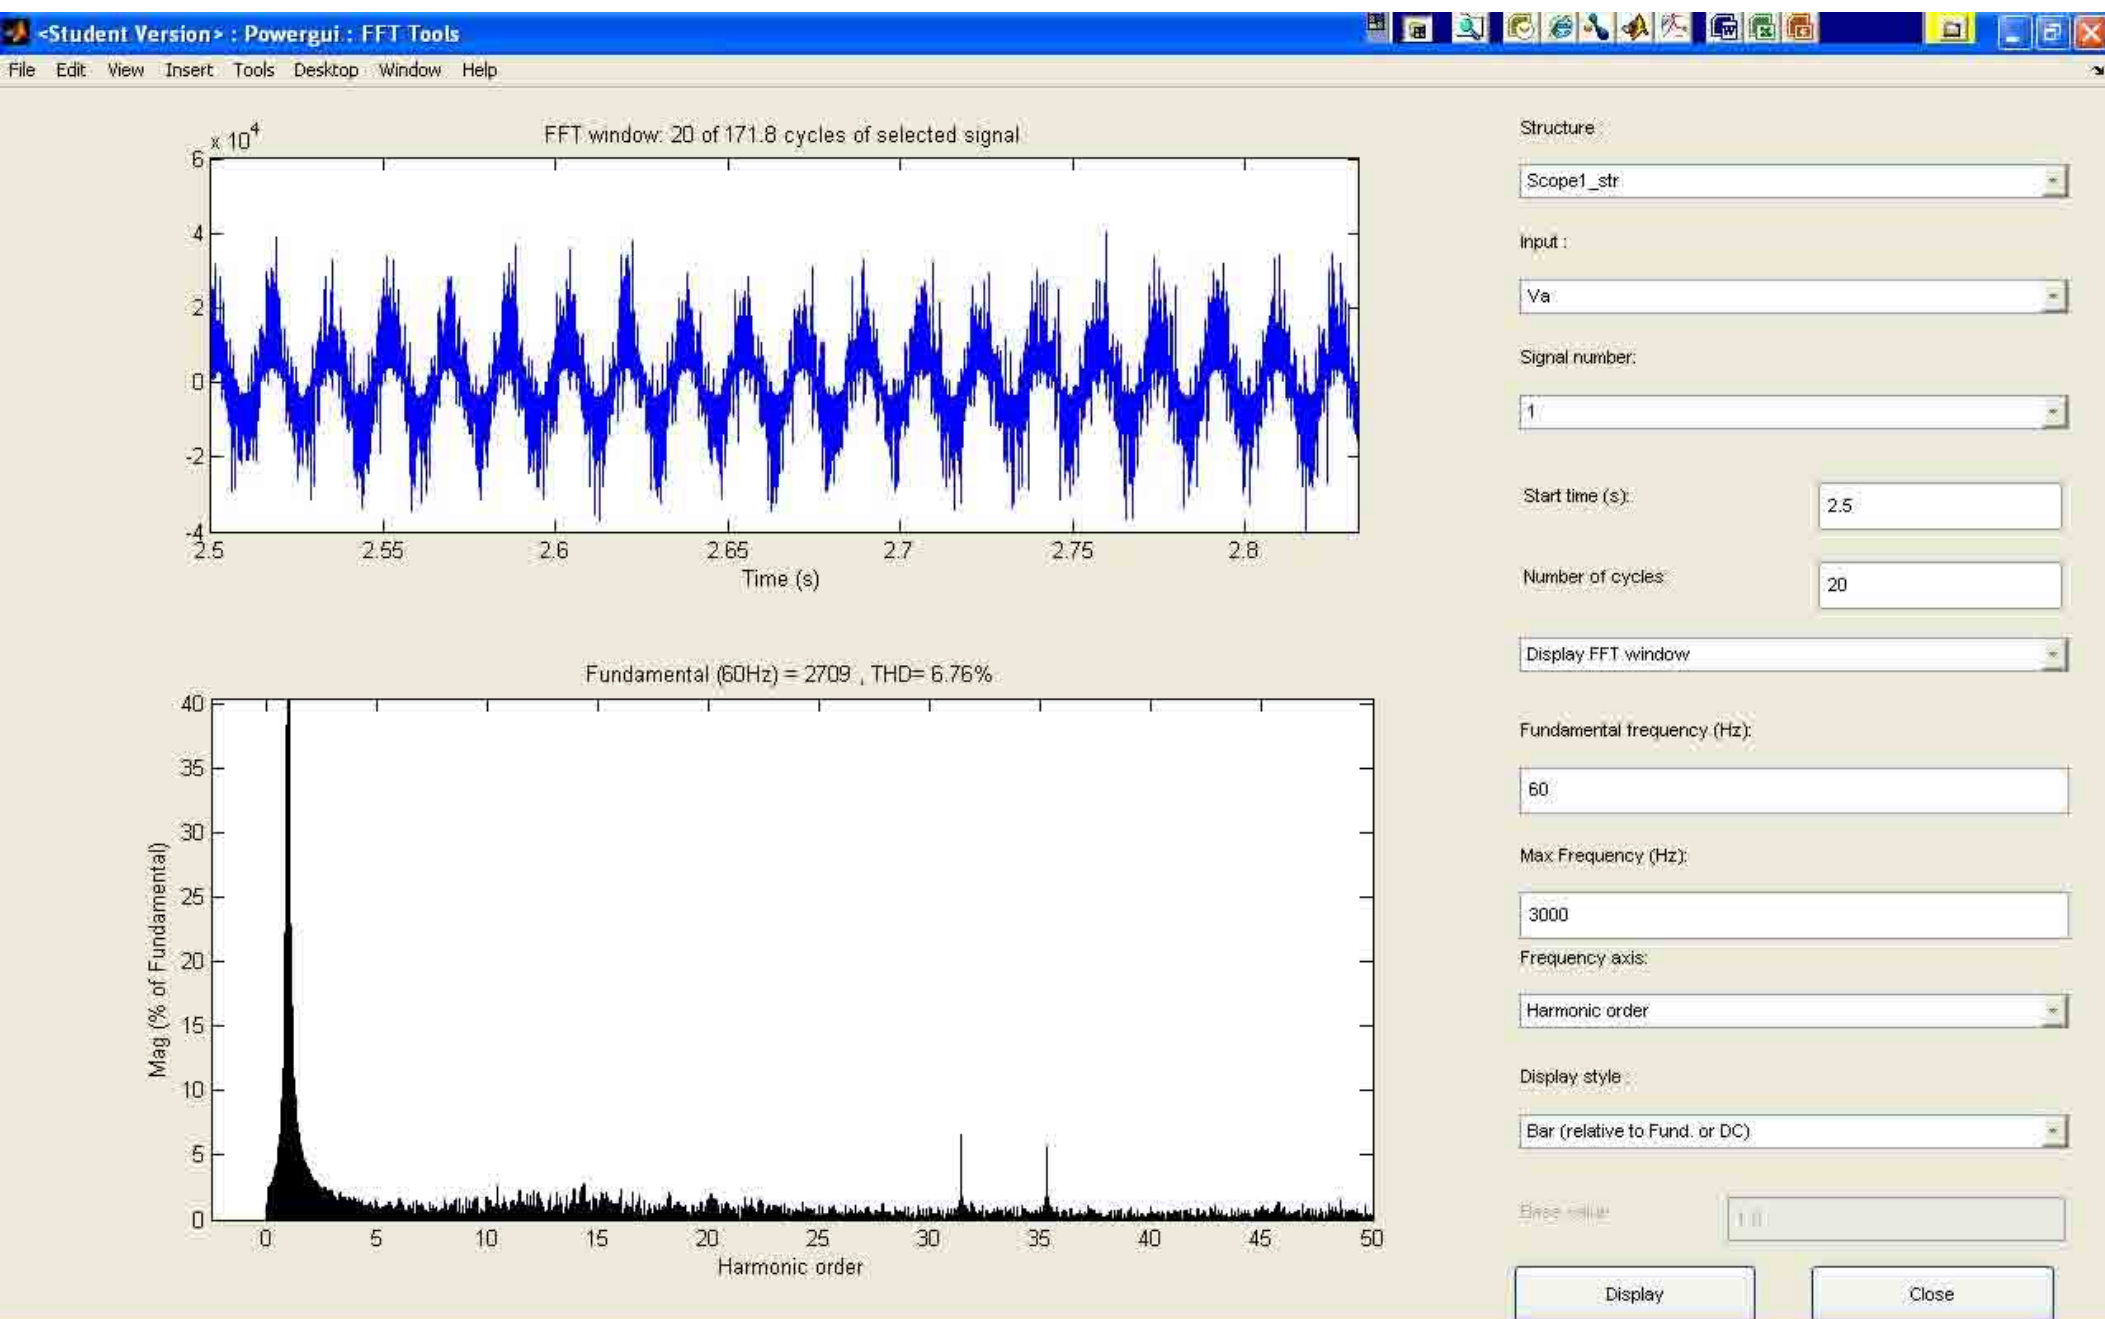 <Student Version> : Powergui : FFT Tools
File Edit View Insert Tools Desktop Window Help
x 10^4
FFT window: 20 of 171.8 cycles of selected signal
6
4
2
0
-2
-4
2.5 2.55 2.6 2.65 2.7 2.75 2.8
Time (s)
Fundamental (60Hz) = 2709 , THD= 6.76%
Mag (% of Fundamental)
40
35
30
25
20
15
10
5
0
0 5 10 15 20 25 30 35 40 45 50
Harmonic order
Structure :
Scope1_str
Input :
Va
Signal number:
1
Start time (s):
2.5
Number of cycles:
20
Display FFT window
Fundamental frequency (Hz):
60
Max Frequency (Hz):
3000
Frequency axis:
Harmonic order
Display style :
Bar (relative to Fund. or DC)
Base value
1.0
Display Close